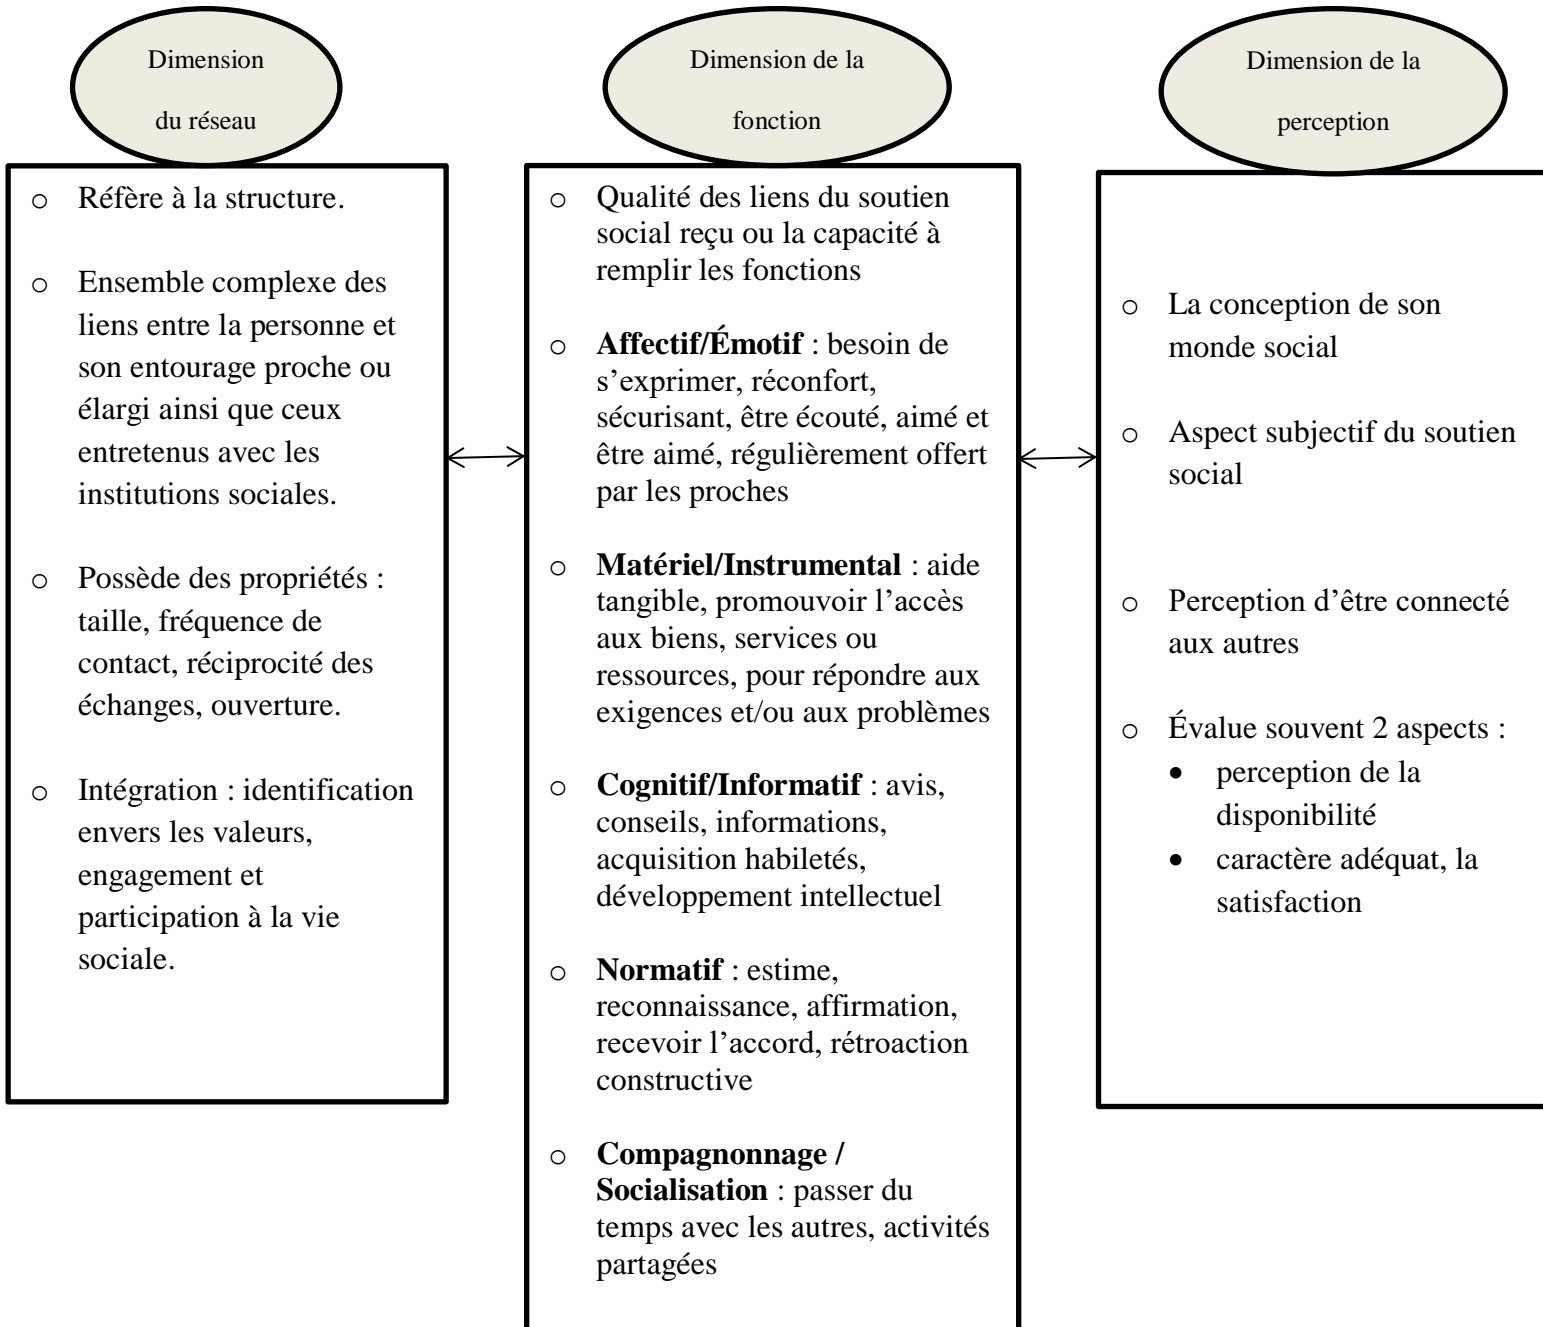 Dimension
du réseau
o Réfère à la structure.
o Ensemble complexe des
liens entre la personne et
son entourage proche ou
élargi ainsi que ceux
entretenus avec les
institutions sociales.
o Possède des propriétés :
taille, fréquence de
contact, réciprocité des
échanges, ouverture.
o Intégration : identification
envers les valeurs,
engagement et
participation à la vie
sociale.
Dimension de la
fonction
o Qualité des liens du soutien
social reçu ou la capacité à
remplir les fonctions
o Affectif/Émotif : besoin de
s’exprimer, réconfort,
sécurisant, être écouté, aimé et
être aimé, régulièrement offert
par les proches
o Matériel/Instrumental : aide
tangible, promouvoir l’accès
aux biens, services ou
ressources, pour répondre aux
exigences et/ou aux problèmes
o Cognitif/Informatif : avis,
conseils, informations,
acquisition habiletés,
développement intellectuel
o Normatif : estime,
reconnaissance, affirmation,
recevoir l’accord, rétroaction
constructive
o Compagnonnage /
Socialisation : passer du
temps avec les autres, activités
partagées
Dimension de la
perception
o La conception de son
monde social
o Aspect subjectif du soutien
social
o Perception d’être connecté
aux autres
o Évalue souvent 2 aspects :
• perception de la
disponibilité
• caractère adéquat, la
satisfaction